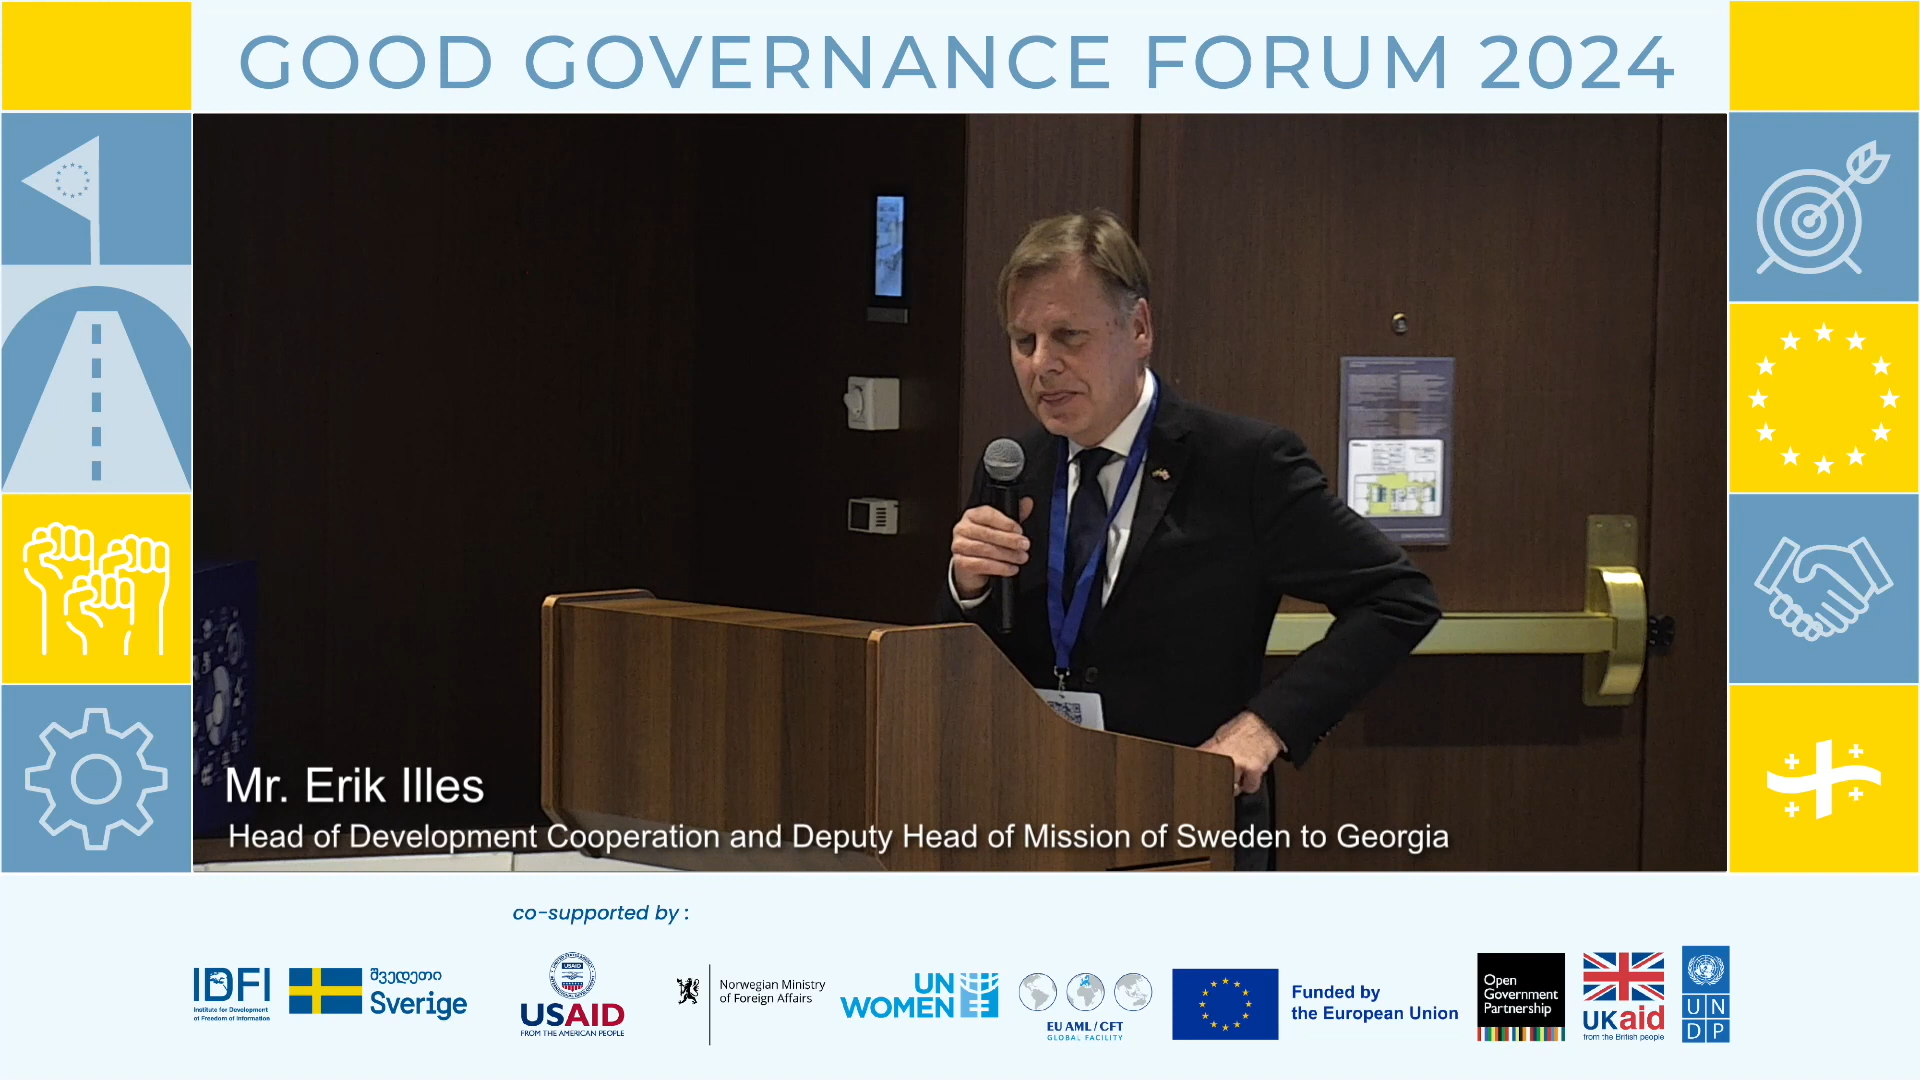 GOOD GOVERNANCE FORUM 2024
Mr. Erik Illes
Head of Development Cooperation and Deputy Head of Mission of Sweden to Georgia
co-supported by :
IDFI
Institute for Development
of Freedom of Information
შვედეთი
Sverige
USAID
USAID
FROM THE AMERICAN PEOPLE
Norwegian Ministry
of Foreign Affairs
UN
WOMEN
EU AML / CFT
GLOBAL FACILITY
Funded by
the European Union
Open
Government
Partnership
UKaid
from the British people
U N
D P